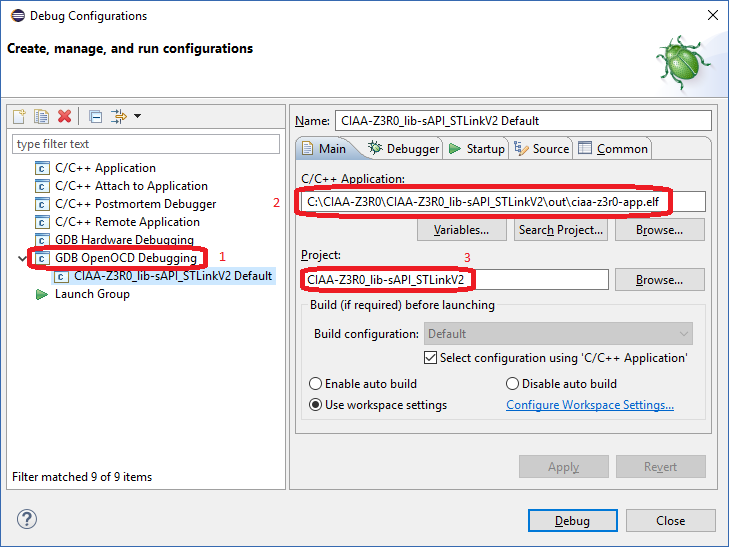 Debug Configurations
Create, manage, and run configurations
type filter text
C/C++ Application
C/C++ Attach to Application
C/C++ Postmortem Debugger
2
C/C++ Remote Application
GDB Hardware Debugging
GDB OpenOCD Debugging
1
CIAA-Z3R0_lib-sAPI_STLinkV2 Default
Launch Group
Filter matched 9 of 9 items
Name: CIAA-Z3R0_lib-sAPI_STLinkV2 Default
Main Debugger Startup Source Common
C/C++ Application:
C:\CIAA-Z3R0\CIAA-Z3R0_lib-sAPI_STLinkV2\out\ciaa-z3r0-app.elf
Variables... Search Project... Browse...
Project:
3
CIAA-Z3R0_lib-sAPI_STLinkV2
Browse...
Build (if required) before launching
Build configuration: Default
Select configuration using 'C/C++ Application'
Enable auto build Disable auto build
Use workspace settings Configure Workspace Settings...
Apply Revert
?
Debug Close